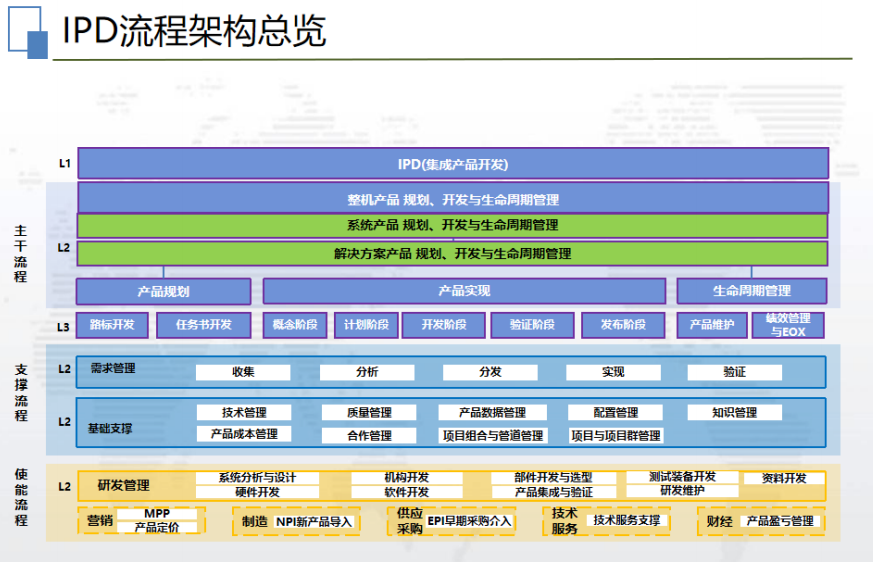 IPD流程架构总览
L1
IPD(集成产品开发)
主干流程
L2
整机产品 规划、开发与生命周期管理
系统产品 规划、开发与生命周期管理
解决方案产品 规划、开发与生命周期管理
产品规划
产品实现
生命周期管理
L3
路标开发
任务书开发
概念阶段
计划阶段
开发阶段
验证阶段
发布阶段
产品维护
绩效管理
与EOX
支撑流程
L2
需求管理
收集
分析
分发
实现
验证
L2
基础支撑
技术管理
质量管理
产品数据管理
配置管理
知识管理
产品成本管理
合作管理
项目组合与管道管理
项目与项目群管理
使能流程
L2
研发管理
系统分析与设计
机构开发
部件开发与选型
测试装备开发
资料开发
硬件开发
软件开发
产品集成与验证
研发维护
营销
MPP
产品定价
制造
NPI新产品导入
供应
采购
EPI早期采购介入
技术
服务
技术服务支撑
财经
产品盈亏管理